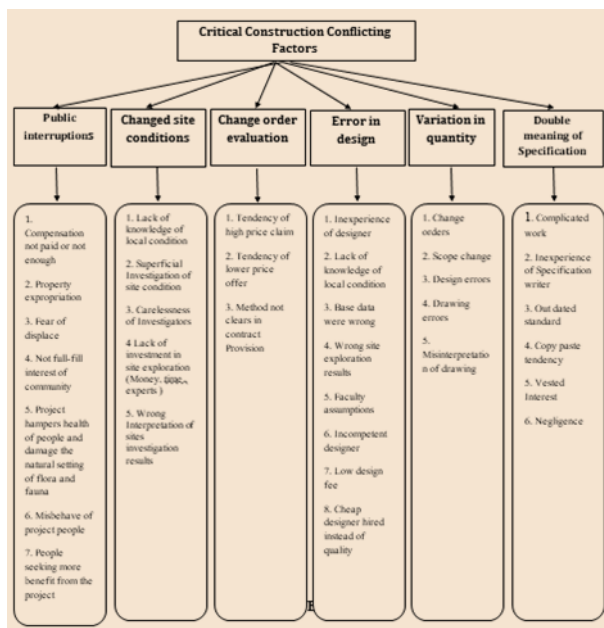 Critical Construction Conflicting
Factors
Public
interruptions
Changed site
conditions
Change order
evaluation
Error in
design
Variation in
quantity
Double
meaning of
Specification
1.
Compensation
not paid or not
enough
2. Property
expropriation
3. Fear of
displace
4. Not full-fill
interest of
community
5. Project
hampers health
of people and
damage the
natural setting
of flora and
fauna
6. Misbehave of
project people
7. People
seeking more
benefit from the
project
1. Lack of
knowledge of
local condition
2. Superficial
Investigation of
site condition
3. Carelessness
of Investigators
4 Lack of
investment in
site exploration
(Money, time,
experts )
5. Wrong
Interpretation of
sites
investigation
results
1. Tendency of
high price claim
2. Tendency of
lower price
offer
3. Method not
clears in
contract
Provision
1. Inexperience
of designer
2. Lack of
knowledge of
local condition
3. Base data
were wrong
4. Wrong site
exploration
results
5. Faculty
assumptions
6. Incompetent
designer
7. Low design
fee
8. Cheap
designer hired
instead of
quality
1. Change
orders
2. Scope change
3. Design errors
4. Drawing
errors
5.
Misinterpretatio
n of drawing
1. Complicated
work
2. Inexperience
of Specification
writer
3. Out dated
standard
4. Copy paste
tendency
5. Vested
Interest
6. Negligence